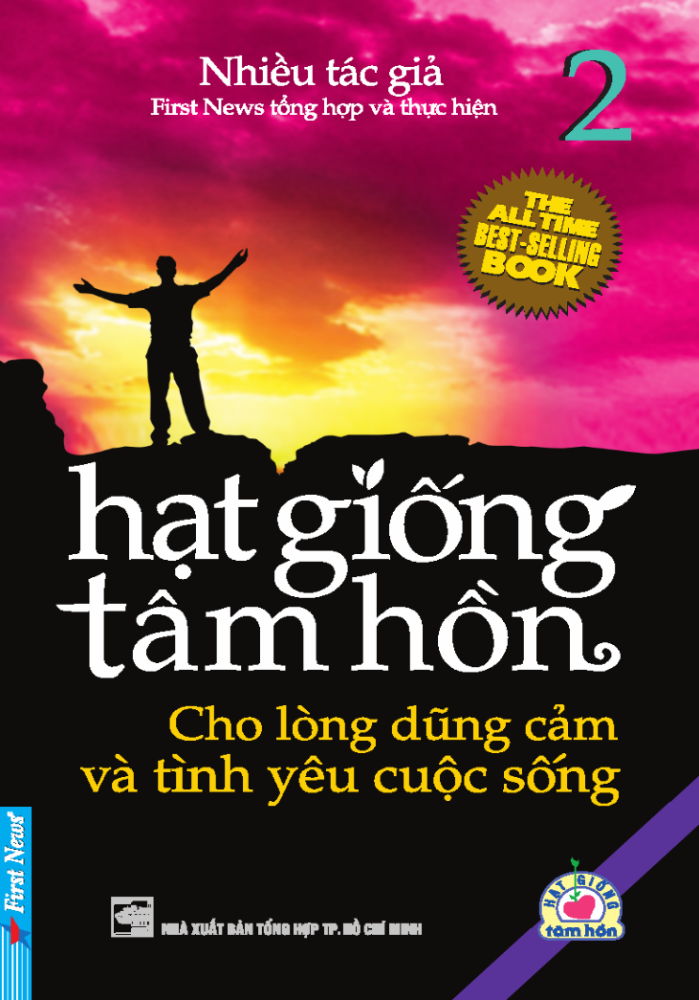 Nhiều tác giả
First News tổng hợp và thực hiện
2
THE
ALL TIME
BEST-SELLING
BOOK
hạt giống
tâm hồn
Cho lòng dũng cảm
và tình yêu cuộc sống
First News
NHÀ XUẤT BẢN TỔNG HỢP TP. HỒ CHÍ MINH
HẠT GIỐNG
tâm hồn